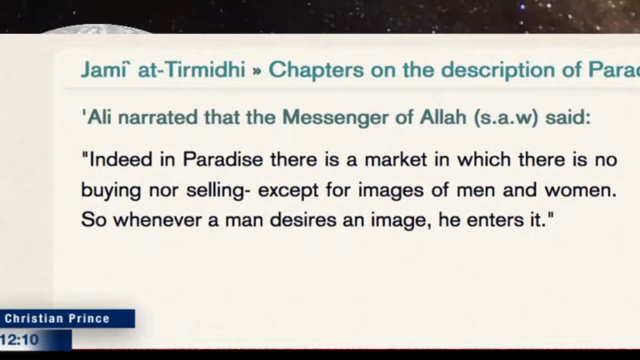 Jami` at-Tirmidhi » Chapters on the description of
'Ali narrated that the Messenger of Allah (s.a.w) said:
"Indeed in Paradise there is a market in which there is no
buying nor selling- except for images of men and women.
So whenever a man desires an image, he enters it."
Christian Prince
12:10